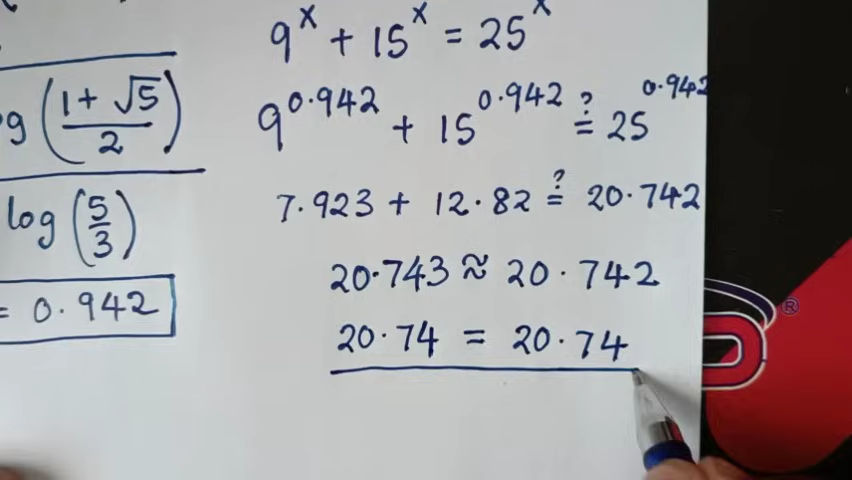 9^x + 15^x = 25^x
g((1 + √5)/2)
9^0.942 + 15^0.942 ≟ 25^0.942
log(5/3)
7.923 + 12.82 ≟ 20.742
= 0.942
20.743 ≈ 20.742
20.74 = 20.74
®